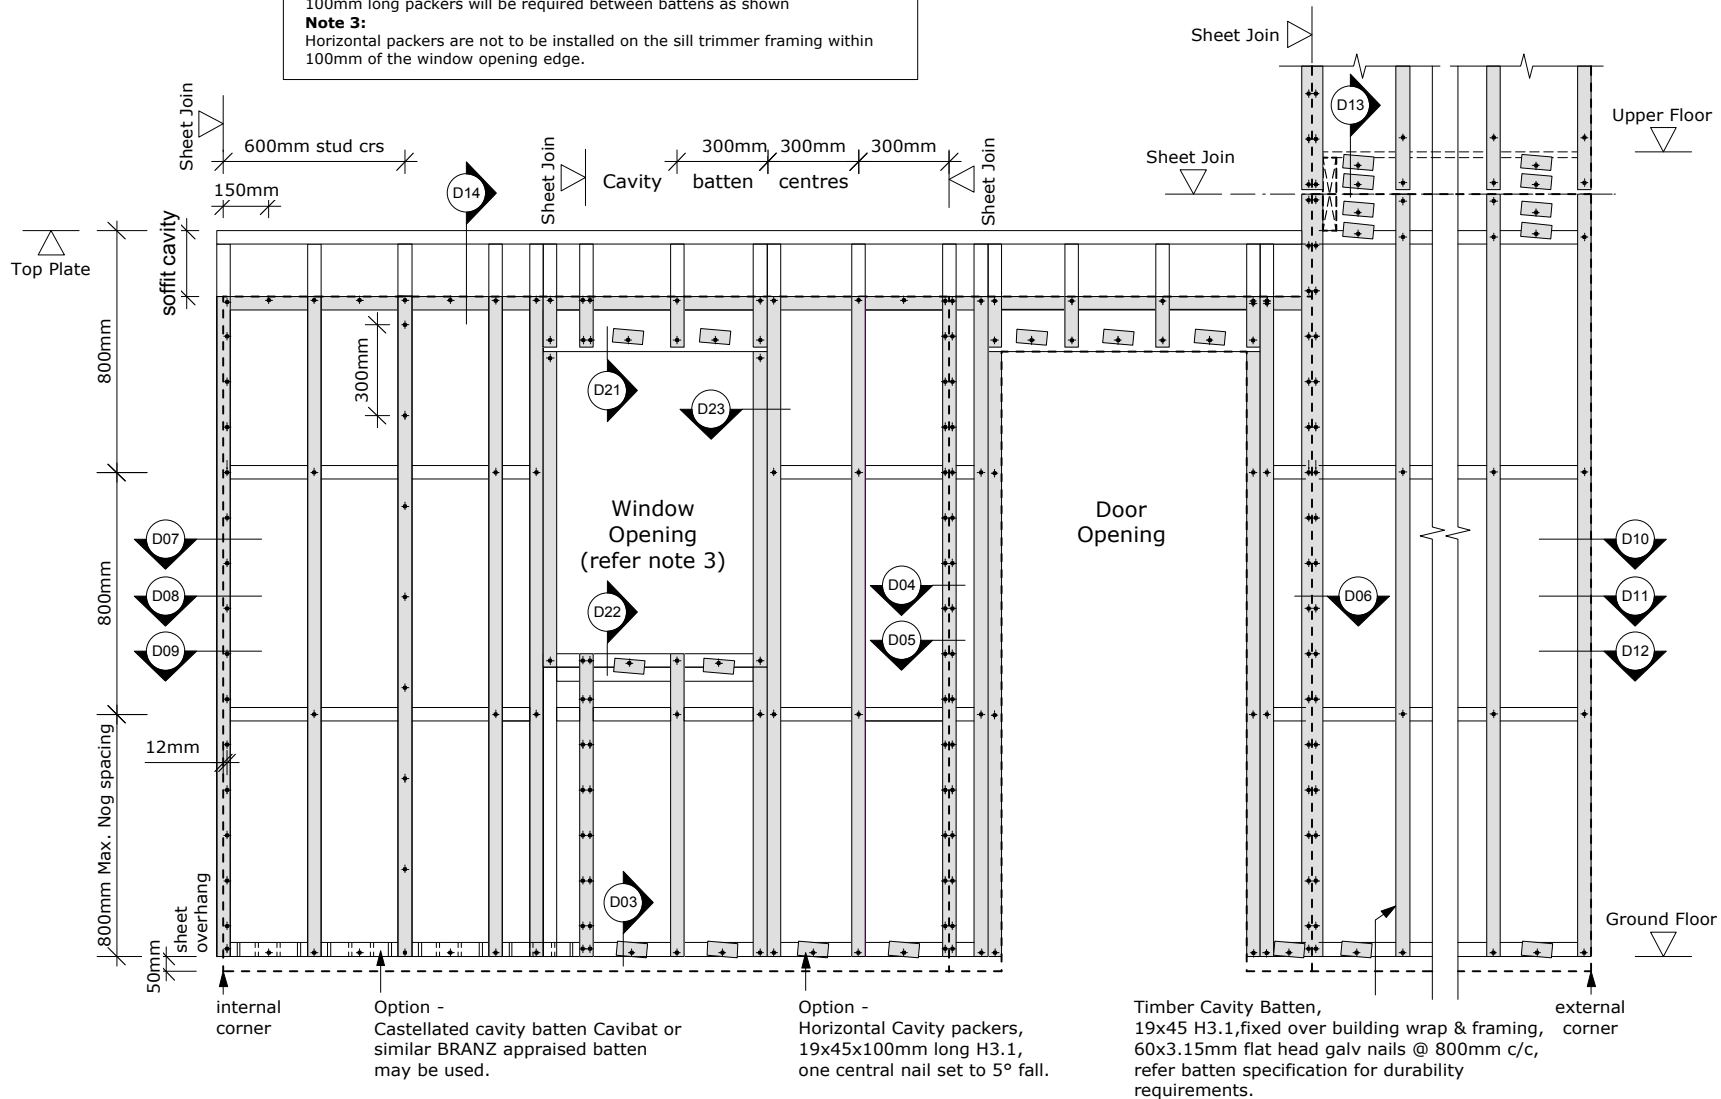 100mm long packers will be required between battens as shown
Note 3:
Horizontal packers are not to be installed on the sill trimmer framing within
100mm of the window opening edge.
Sheet Join
D13
Upper Floor
Sheet Join
Sheet Join
600mm stud crs
150mm
D14
Sheet Join
300mm
300mm
300mm
Cavity
batten
centres
Sheet Join
soffit cavity
Top Plate
800mm
300mm
D21
D23
Window
Opening
(refer note 3)
Door
Opening
D07
D08
D09
800mm
D22
D04
D05
D06
D10
D11
D12
12mm
800mm Max. Nog spacing
sheet
overhang
50mm
D03
Ground Floor
internal
corner
Option -
Castellated cavity batten Cavibat or
similar BRANZ appraised batten
may be used.
Option -
Horizontal Cavity packers,
19x45x100mm long H3.1,
one central nail set to 5° fall.
Timber Cavity Batten,
19x45 H3.1,fixed over building wrap & framing,
60x3.15mm flat head galv nails @ 800mm c/c,
refer batten specification for durability
requirements.
external
corner